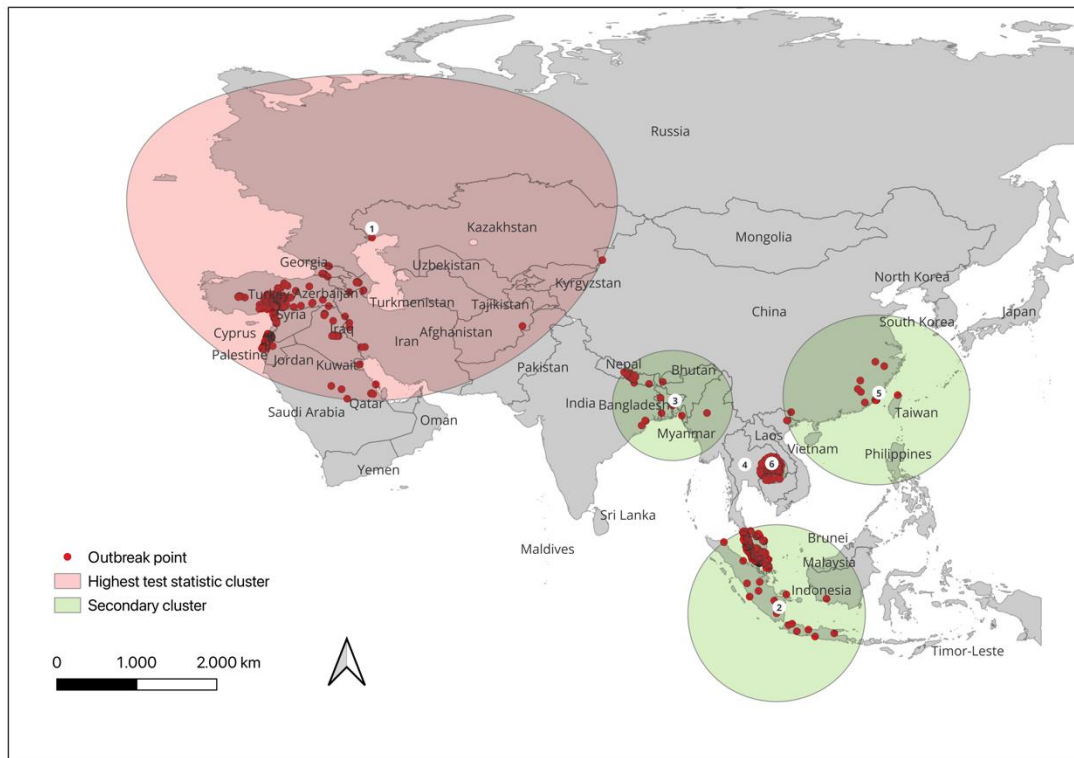 Russia
1
Kazakhstan
Mongolia
Georgia
Uzbekistan
North Korea
Kyrgyzstan
Turkey
Azerbaijan
Turkmenistan
Tajikistan
China
Japan
South Korea
Syria
Cyprus
Iraq
Iran
Afghanistan
Palestine
Jordan
Kuwait
Pakistan
Nepal
Bhutan
5
Qatar
3
Saudi Arabia
India
Bangladesh
Taiwan
Oman
Myanmar
Laos
Vietnam
Philippines
Yemen
4
6
Sri Lanka
Maldives
Brunei
Malaysia
Indonesia
2
Timor-Leste
Outbreak point
Highest test statistic cluster
Secondary cluster
0 1.000 2.000 km